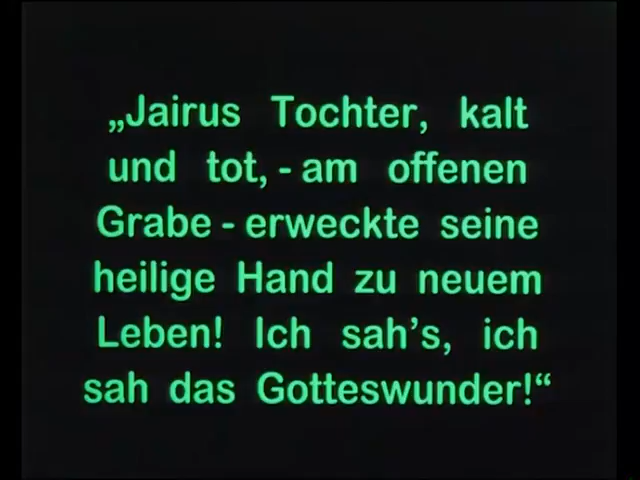 „Jairus Tochter, kalt
und tot, - am offenen
Grabe - erweckte seine
heilige Hand zu neuem
Leben! Ich sah's, ich
sah das Gotteswunder!“